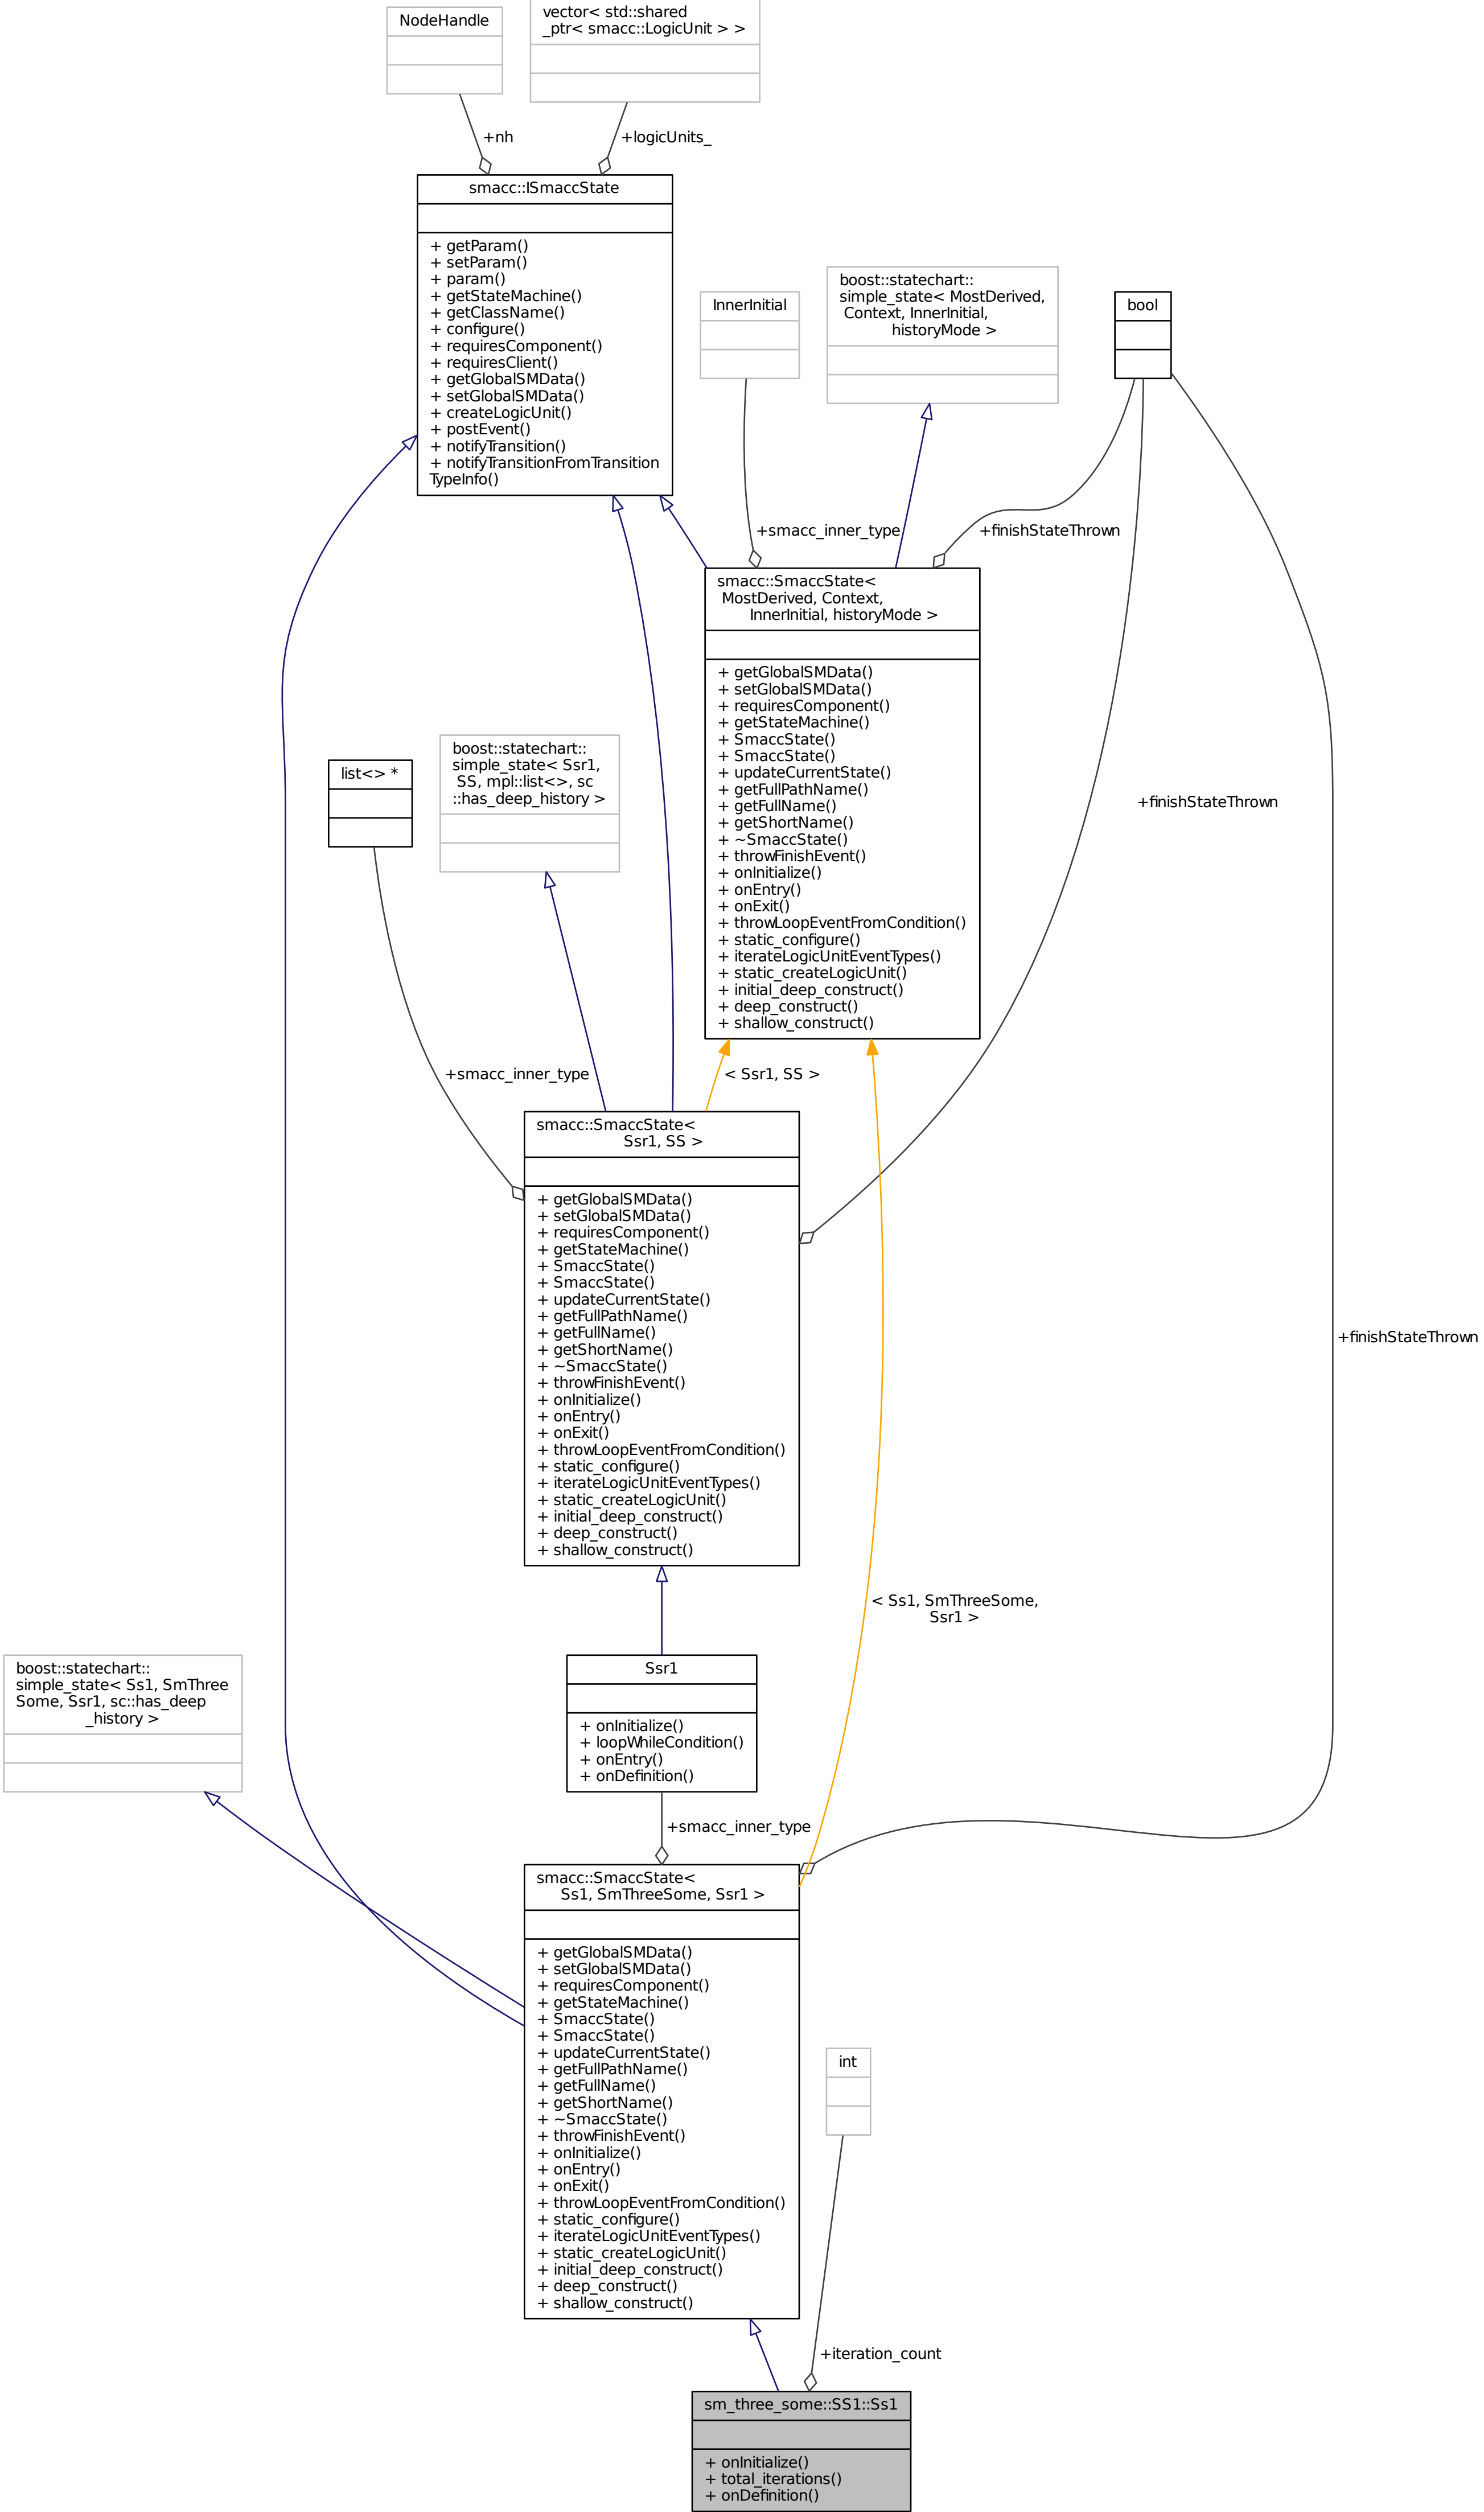 NodeHandle
vector< std::shared
_ptr< smacc::LogicUnit > >
+nh
+logicUnits_
smacc::ISmaccState
+ getParam()
+ setParam()
+ param()
+ getStateMachine()
+ getClassName()
+ configure()
+ requiresComponent()
+ requiresClient()
+ getGlobalSMData()
+ setGlobalSMData()
+ createLogicUnit()
+ postEvent()
+ notifyTransition()
+ notifyTransitionFromTransition
TypeInfo()
InnerInitial
boost::statechart::
simple_state< MostDerived,
Context, InnerInitial,
historyMode >
bool
+smacc_inner_type
+finishStateThrown
smacc::SmaccState<
MostDerived, Context,
InnerInitial, historyMode >
+ getGlobalSMData()
+ setGlobalSMData()
+ requiresComponent()
+ getStateMachine()
+ SmaccState()
+ SmaccState()
+ updateCurrentState()
+ getFullPathName()
+ getFullName()
+ getShortName()
+ ~SmaccState()
+ throwFinishEvent()
+ onInitialize()
+ onEntry()
+ onExit()
+ throwLoopEventFromCondition()
+ static_configure()
+ iterateLogicUnitEventTypes()
+ static_createLogicUnit()
+ initial_deep_construct()
+ deep_construct()
+ shallow_construct()
list<> *
boost::statechart::
simple_state< Ssr1,
SS, mpl::list<>, sc
::has_deep_history >
+finishStateThrown
+smacc_inner_type
< Ssr1, SS >
smacc::SmaccState<
Ssr1, SS >
+ getGlobalSMData()
+ setGlobalSMData()
+ requiresComponent()
+ getStateMachine()
+ SmaccState()
+ SmaccState()
+ updateCurrentState()
+ getFullPathName()
+ getFullName()
+ getShortName()
+ ~SmaccState()
+ throwFinishEvent()
+ onInitialize()
+ onEntry()
+ onExit()
+ throwLoopEventFromCondition()
+ static_configure()
+ iterateLogicUnitEventTypes()
+ static_createLogicUnit()
+ initial_deep_construct()
+ deep_construct()
+ shallow_construct()
+finishStateThrown
< Ss1, SmThreeSome,
Ssr1 >
boost::statechart::
simple_state< Ss1, SmThree
Some, Ssr1, sc::has_deep
_history >
Ssr1
+ onInitialize()
+ loopWhileCondition()
+ onEntry()
+ onDefinition()
+smacc_inner_type
smacc::SmaccState<
Ss1, SmThreeSome, Ssr1 >
+ getGlobalSMData()
+ setGlobalSMData()
+ requiresComponent()
+ getStateMachine()
+ SmaccState()
+ SmaccState()
+ updateCurrentState()
+ getFullPathName()
+ getFullName()
+ getShortName()
+ ~SmaccState()
+ throwFinishEvent()
+ onInitialize()
+ onEntry()
+ onExit()
+ throwLoopEventFromCondition()
+ static_configure()
+ iterateLogicUnitEventTypes()
+ static_createLogicUnit()
+ initial_deep_construct()
+ deep_construct()
+ shallow_construct()
int
+iteration_count
sm_three_some::SS1::Ss1
+ onInitialize()
+ total_iterations()
+ onDefinition()